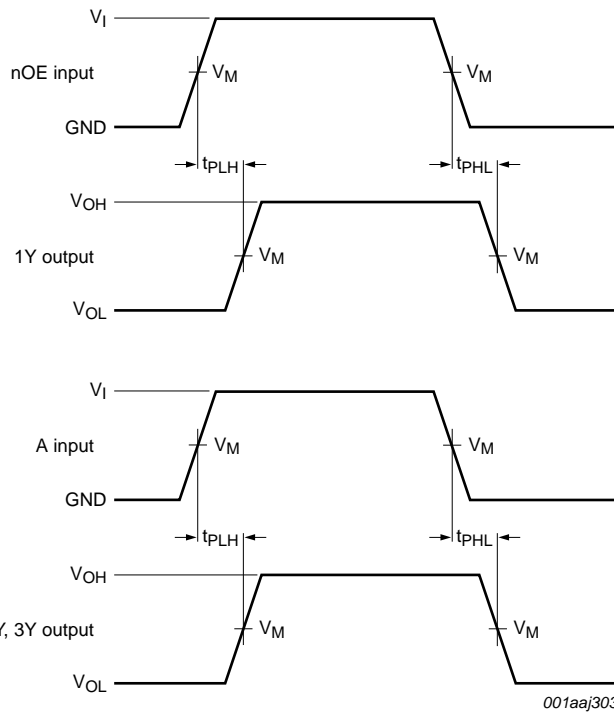 VI
nOE input
VM
VM
GND
tPLH
tPHL
VOH
1Y output
VM
VM
VOL
VI
A input
VM
VM
GND
tPLH
tPHL
VOH
, 3Y output
VM
VM
VOL
001aaj303